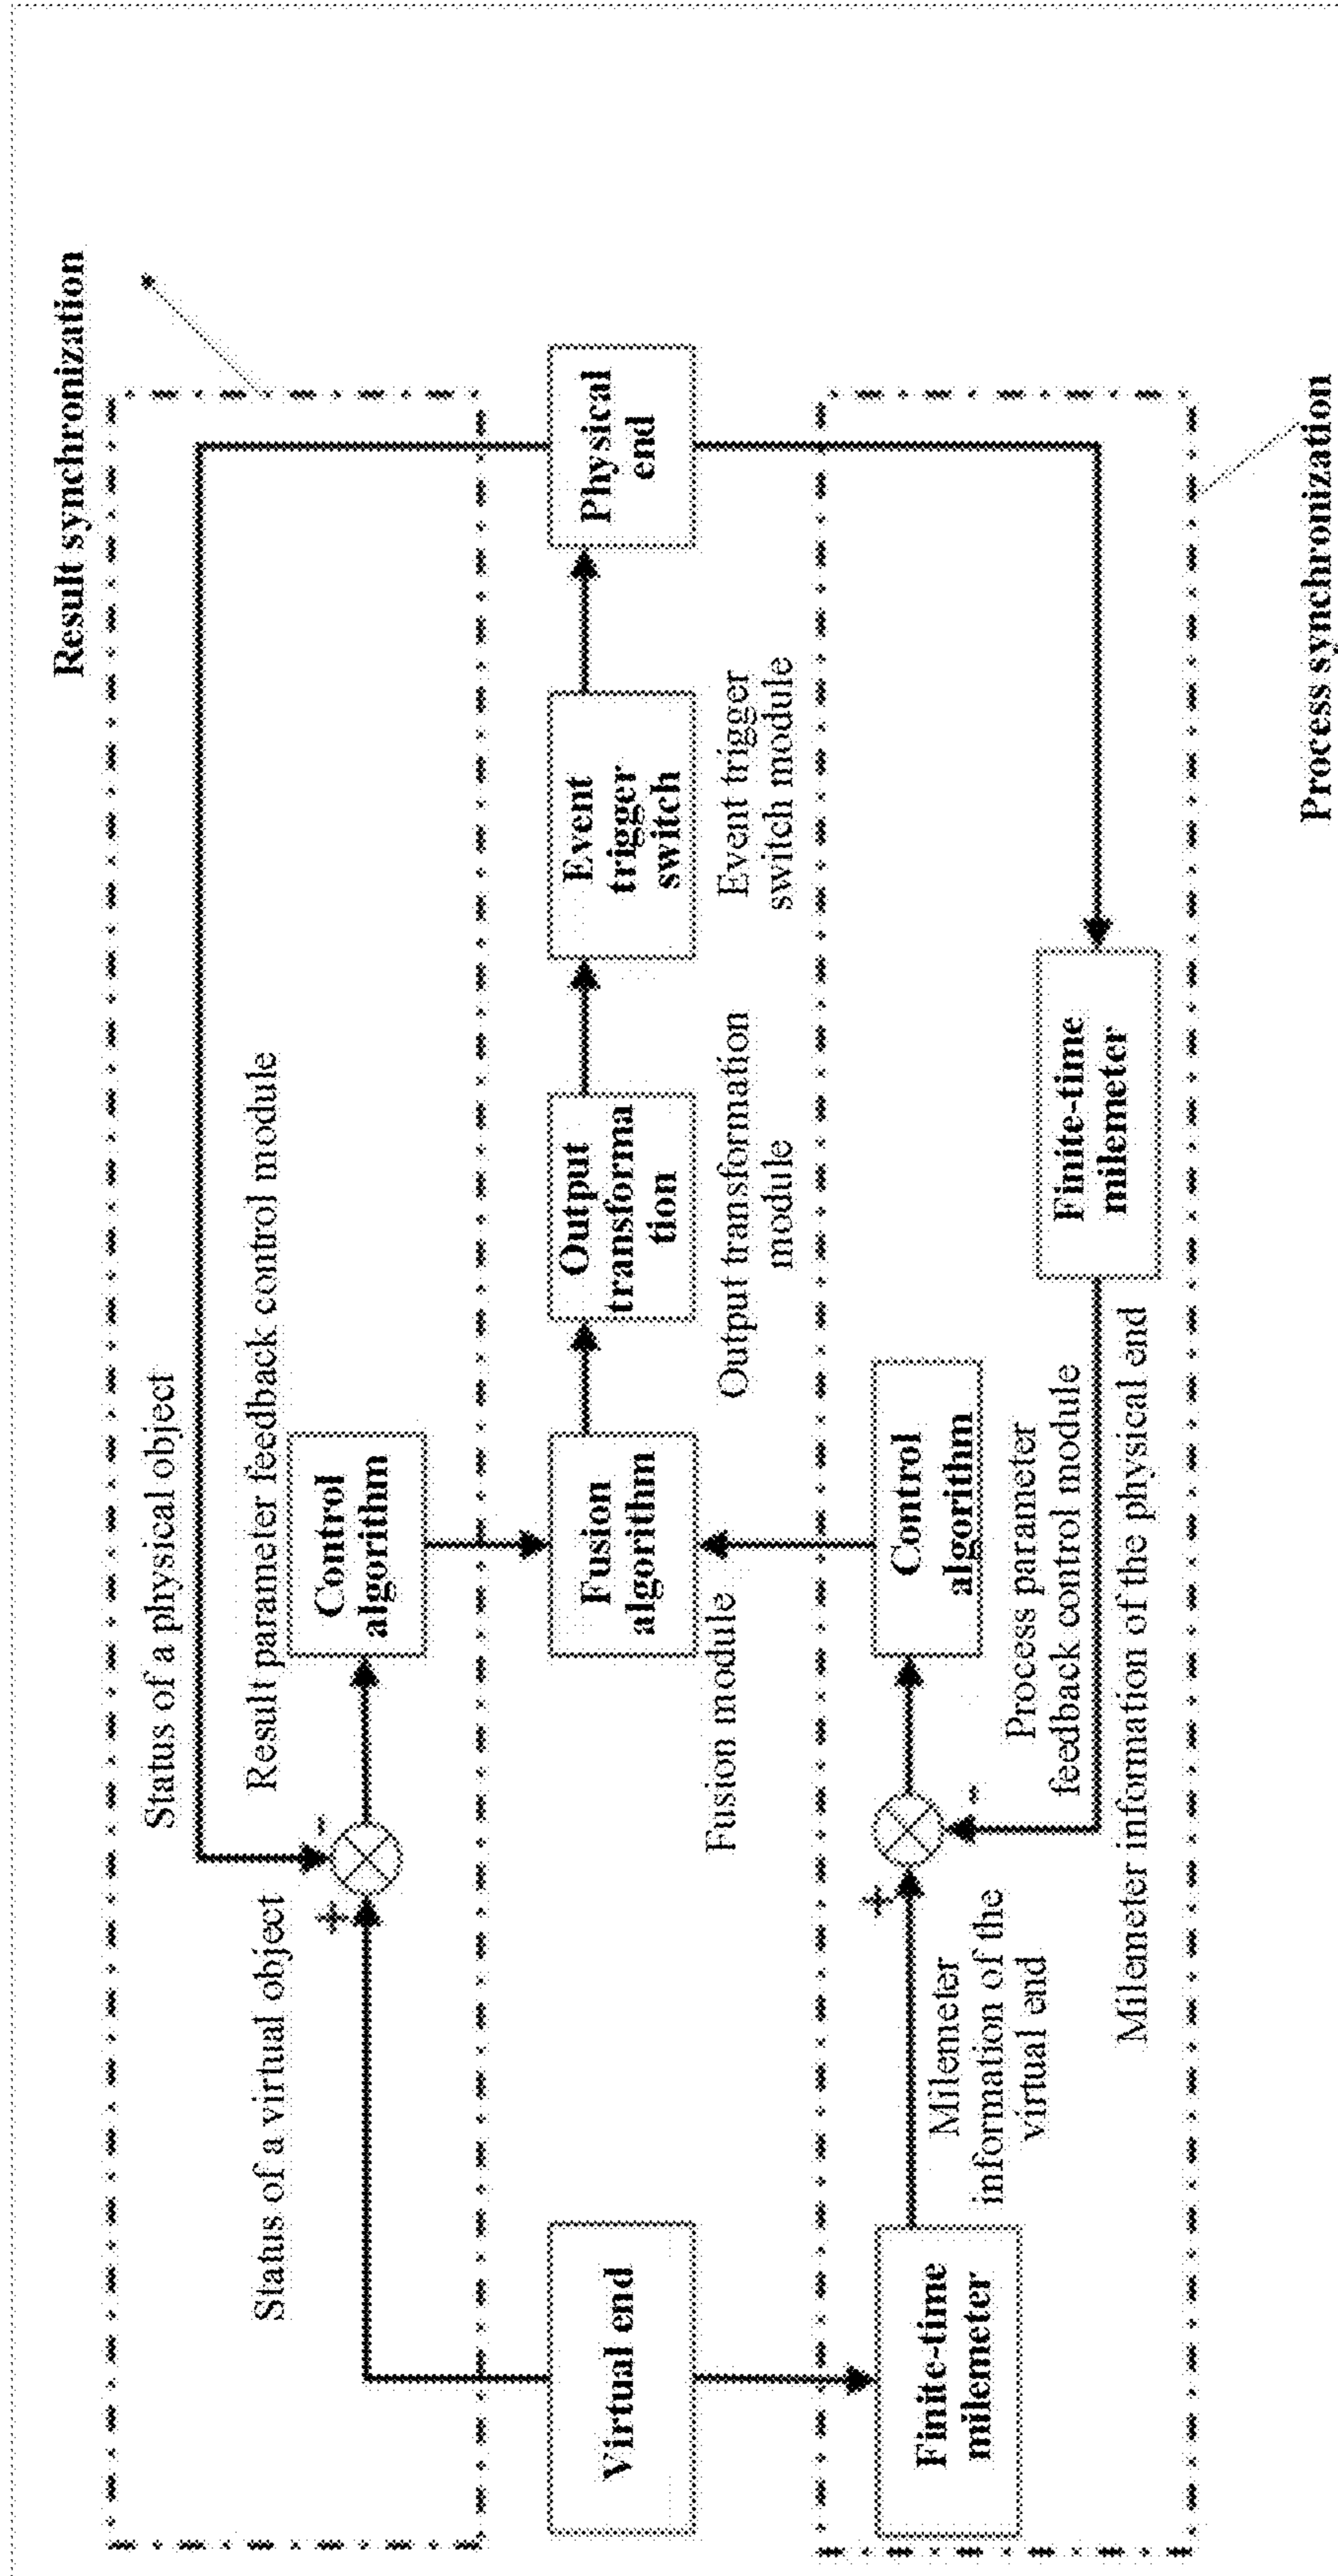 Result synchronization
Status of a physical object
Result parameter feedback control module
Status of a virtual object
Control
algorithm
Virtual end
Fusion
algorithm
Output
transforma
tion
Event
trigger
switch
Physical
end
Fusion module
Output transformation
module
Event trigger
switch module
Finite-time
milemeter
Milemeter
information of the
virtual end
Control
algorithm
Process parameter
feedback control module
Finite-time
milemeter
Milemeter information of the physical end
Process synchronization
+
-
+
-